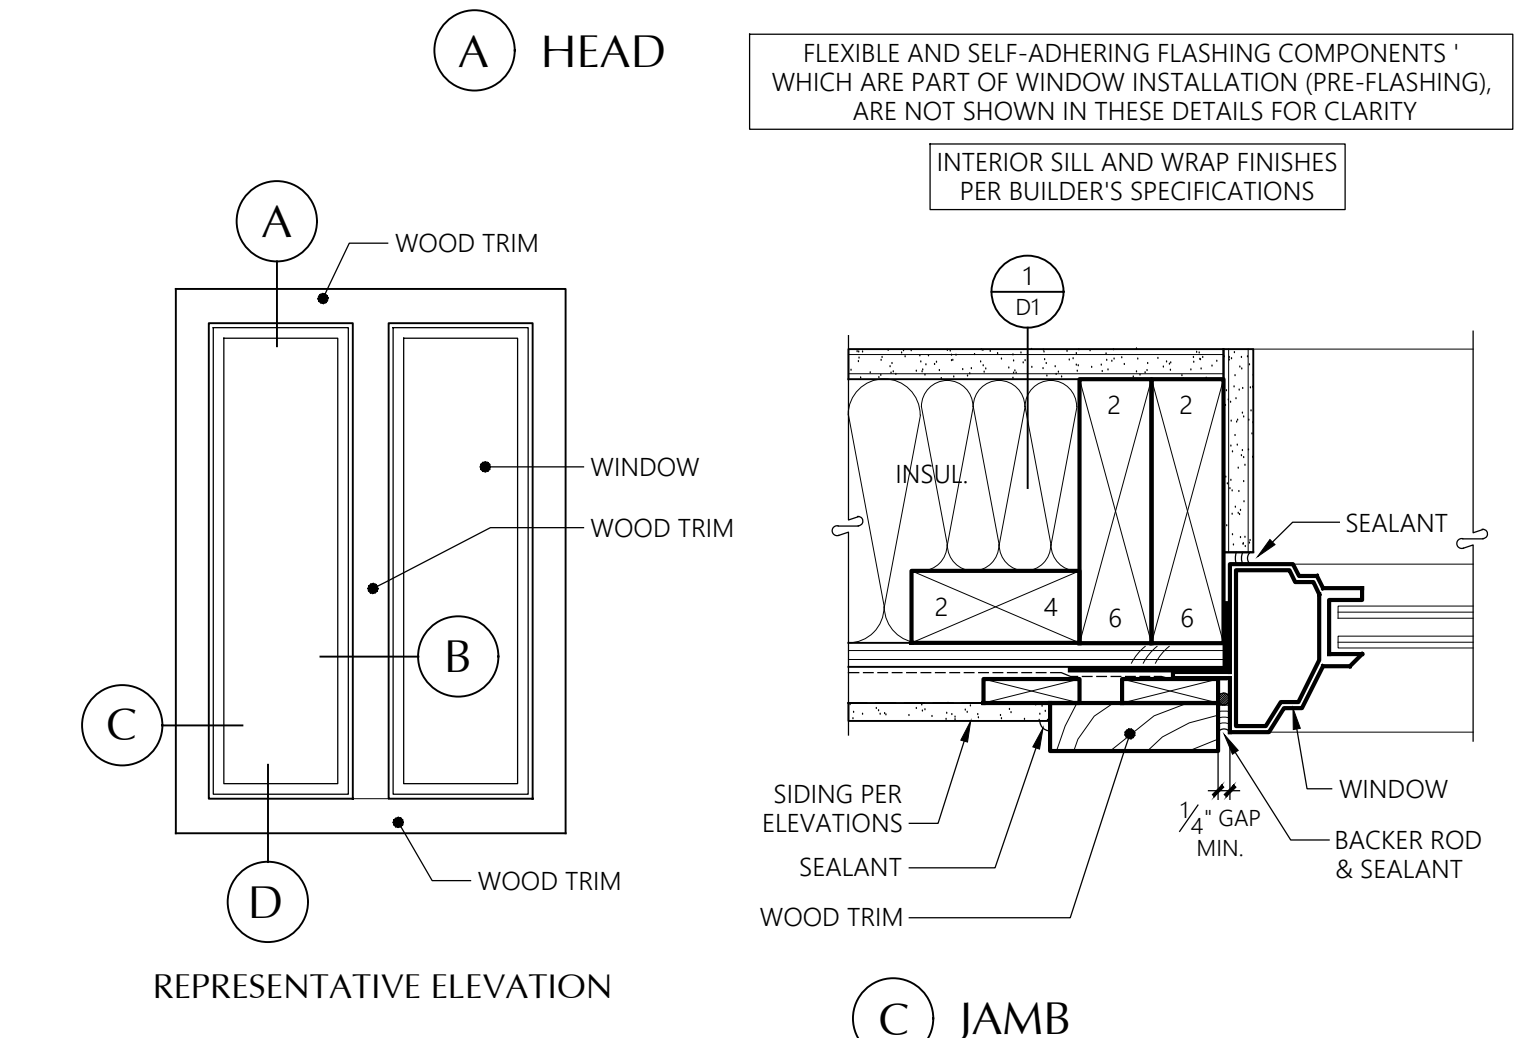 A HEAD
FLEXIBLE AND SELF-ADHERING FLASHING COMPONENTS '
WHICH ARE PART OF WINDOW INSTALLATION (PRE-FLASHING),
ARE NOT SHOWN IN THESE DETAILS FOR CLARITY
INTERIOR SILL AND WRAP FINISHES
PER BUILDER'S SPECIFICATIONS
A
WOOD TRIM
WINDOW
WOOD TRIM
B
C
D
WOOD TRIM
REPRESENTATIVE ELEVATION
1
D1
2 2
INSUL.
SEALANT
2 4 6 6
SIDING PER
ELEVATIONS
SEALANT
WOOD TRIM
1/4" GAP
MIN.
WINDOW
BACKER ROD
& SEALANT
C JAMB